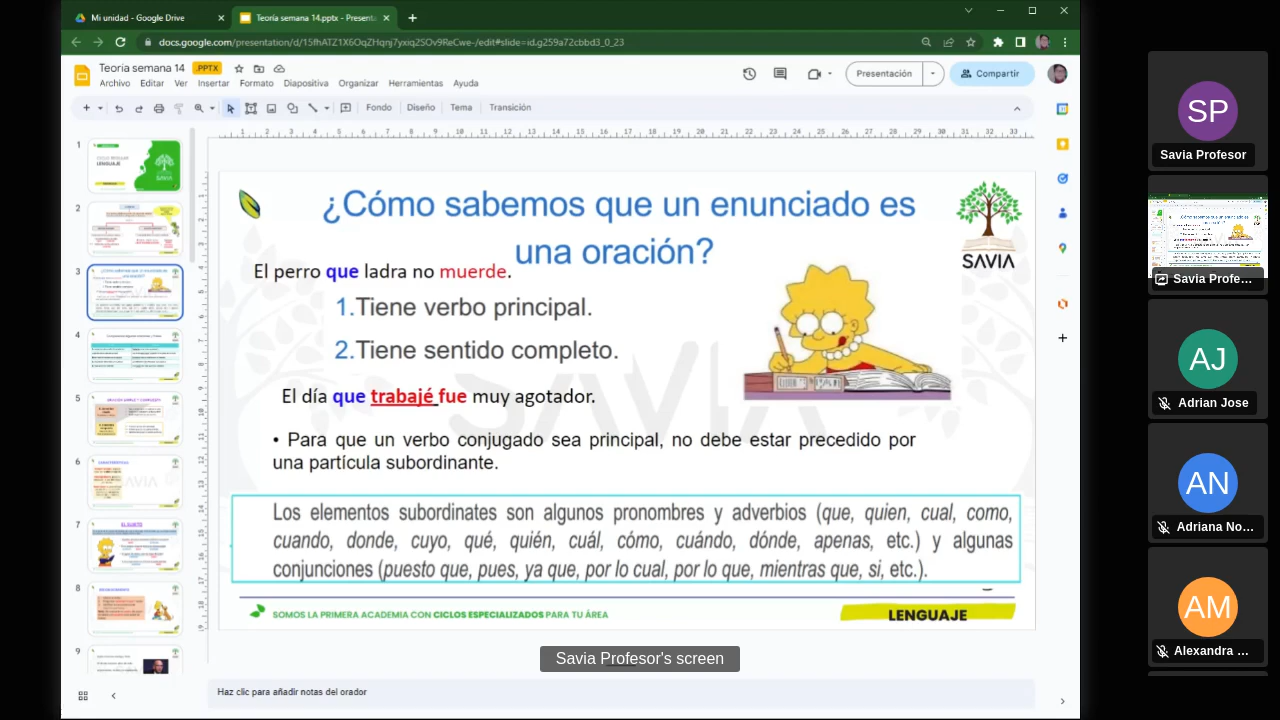 Mi unidad - Google Drive
Teoría semana 14.pptx - Present
docs.google.com/presentation/d/15fhATZ1X6OqZHqnj7yxiq2SOv9ReCwe-/edit#slide=id.g259a72cbbd3_0_23
Teoría semana 14 .PPTX
Archivo Editar Ver Insertar Formato Diapositiva Organizar Herramientas Ayuda
Presentación
Compartir
Fondo Diseño Tema Transición
¿Cómo sabemos que un enunciado es
una oración?
SAVIA
El perro que ladra no muerde.
1.Tiene verbo principal.
2.Tiene sentido completo.
El día que trabajé fue muy agotador.
• Para que un verbo conjugado sea principal, no debe estar precedido por
una partícula subordinante.
Los elementos subordinates son algunos pronombres y adverbios (que, quien, cual, como,
cuando, donde, cuyo, que, quién, cuál, cómo, cuándo, dónde, apenas, etc.) y algunas
conjunciones (puesto que, pues, ya que, por lo cual, por lo que, mientras que, si, etc.).
SOMOS LA PRIMERA ACADEMIA CON CICLOS ESPECIALIZADOS PARA TU ÁREA
LENGUAJE
Savia Profesor's screen
Haz clic para añadir notas del orador
SP
Savia Profesor
Savia Profe...
AJ
Adrian Jose
AN
Adriana No...
AM
Alexandra ...